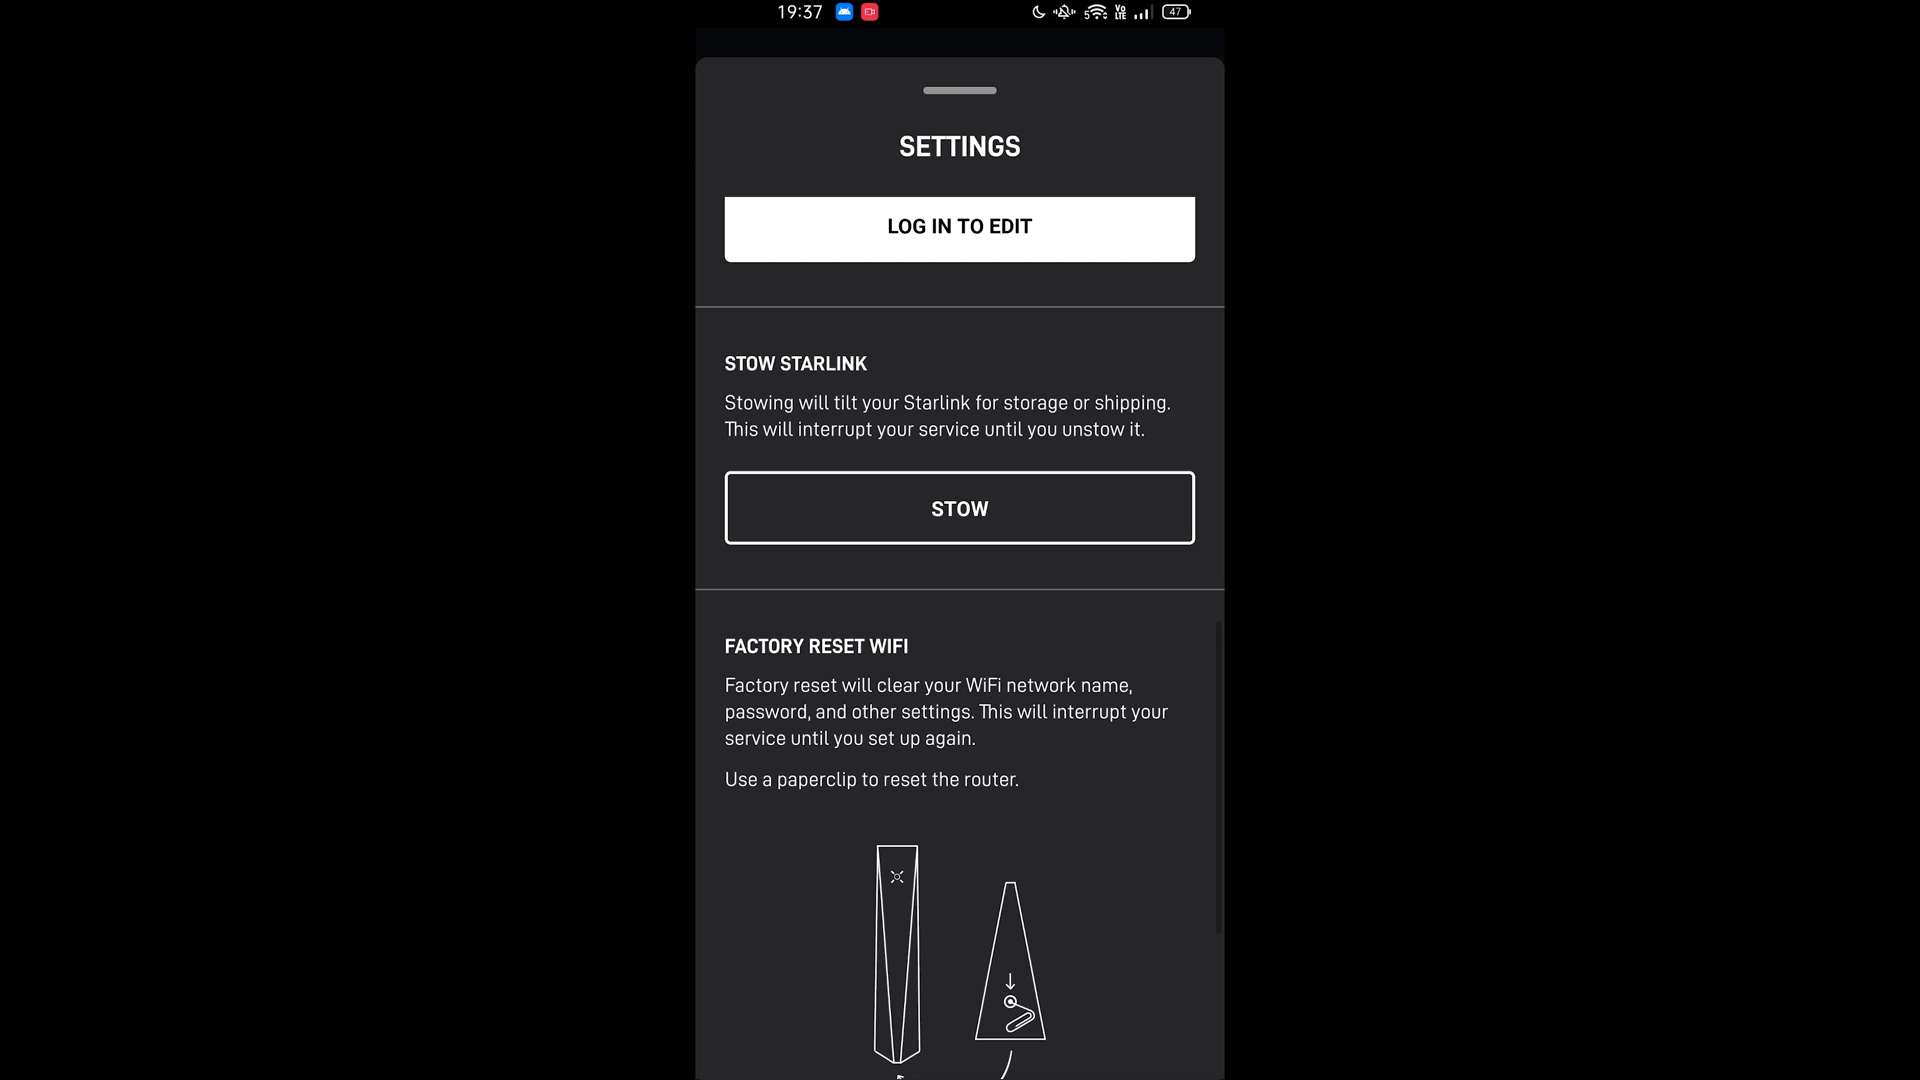 19:37
5
Vo
LTE
47
SETTINGS
LOG IN TO EDIT
STOW STARLINK
Stowing will tilt your Starlink for storage or shipping.
This will interrupt your service until you unstow it.
STOW
FACTORY RESET WIFI
Factory reset will clear your WiFi network name,
password, and other settings. This will interrupt your
service until you set up again.
Use a paperclip to reset the router.